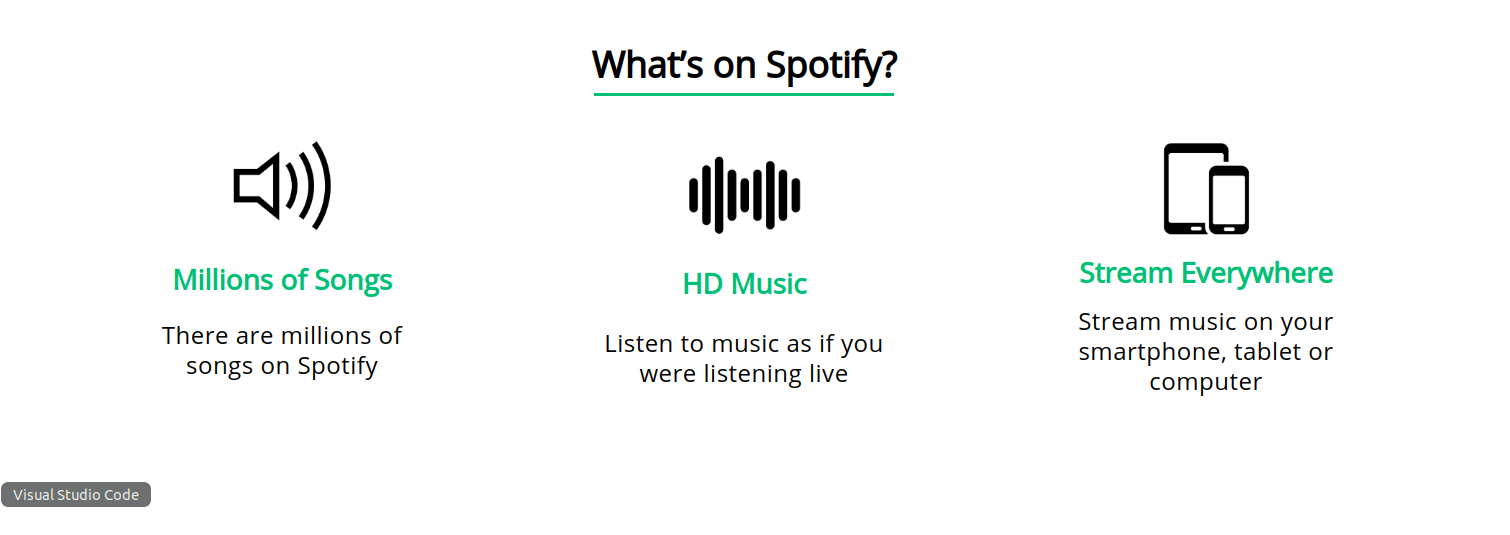 What’s on Spotify?
Millions of Songs
There are millions of
songs on Spotify
HD Music
Listen to music as if you
were listening live
Stream Everywhere
Stream music on your
smartphone, tablet or
computer
Visual Studio Code